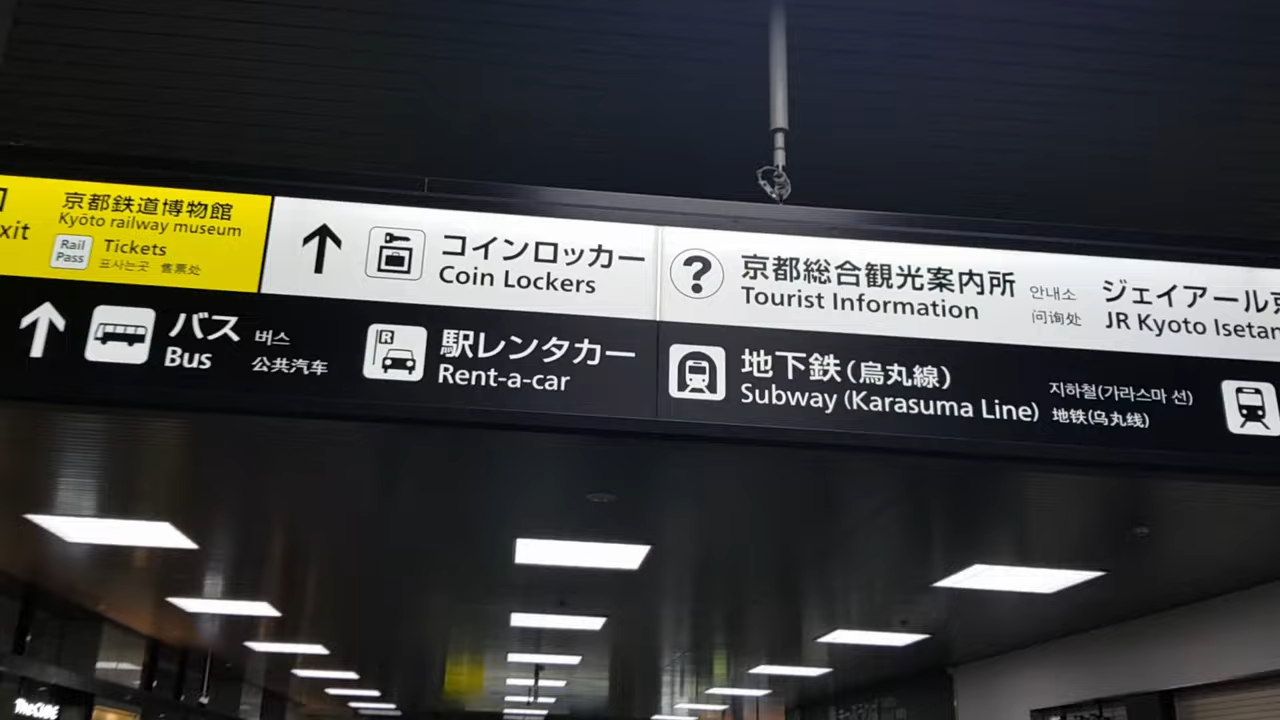 京都鉄道博物館
Kyōto railway museum
xit
Rail Pass
Tickets
표사는곳 售票处
コインロッカー
Coin Lockers
?
京都総合観光案内所
Tourist Information
안내소
问询处
ジェイアール京
JR Kyoto Isetan
バス
Bus
버스
公共汽车
R
駅レンタカー
Rent-a-car
地下鉄(烏丸線)
Subway (Karasuma Line)
지하철(가라스마 선)
地铁(乌丸线)
The CUBE